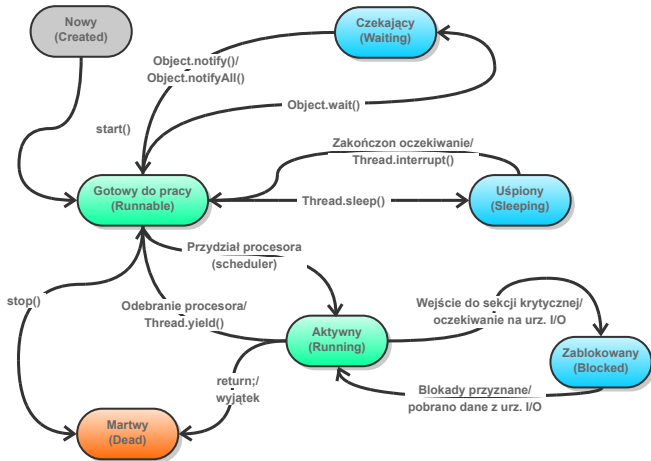 Nowy
(Created)
Czekający
(Waiting)
Object.notify()/
Object.notifyAll()
Object.wait()
start()
Zakończon oczekiwanie/
Thread.interrupt()
Gotowy do pracy
(Runnable)
Thread.sleep()
Uśpiony
(Sleeping)
Przydział procesora
(scheduler)
stop()
Odebranie procesora/
Thread.yield()
Aktywny
(Running)
Wejście do sekcji krytycznej/
oczekiwanie na urz. I/O
Zablokowany
(Blocked)
return;/
wyjątek
Blokady przyznane/
pobrano dane z urz. I/O
Martwy
(Dead)